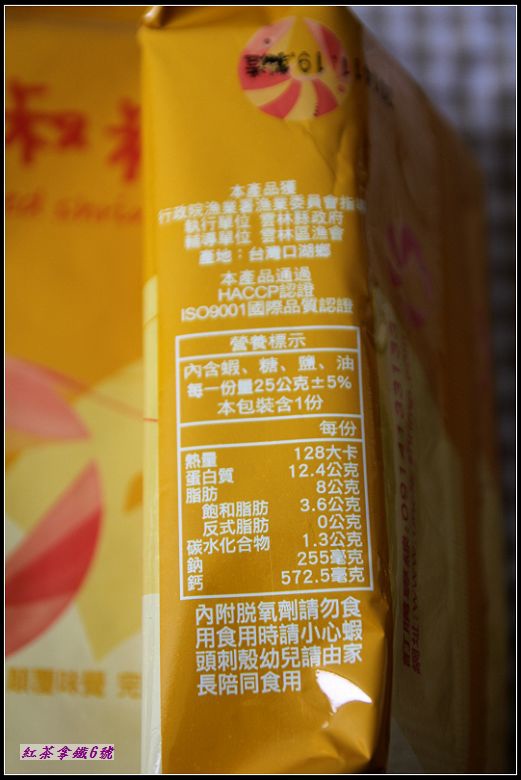 本產品獲
行政院漁業署漁業委員會指導
執行單位 雲林縣政府
輔導單位 雲林區漁會
產地：台灣口湖鄉
本產品通過
HACCP認證
ISO9001國際品質認證
營養標示
內含蝦、糖、鹽、油
每一份量25公克±5%
本包裝含1份
每份
熱量 128大卡
蛋白質 12.4公克
脂肪 8公克
飽和脂肪 3.6公克
反式脂肪 0公克
碳水化合物 1.3公克
鈉 255毫克
鈣 572.5毫克
內附脫氧劑請勿食
用食用時請小心蝦
頭刺殼幼兒請由家
長陪同食用
顛覆味覺 完
紅茶拿鐵6號